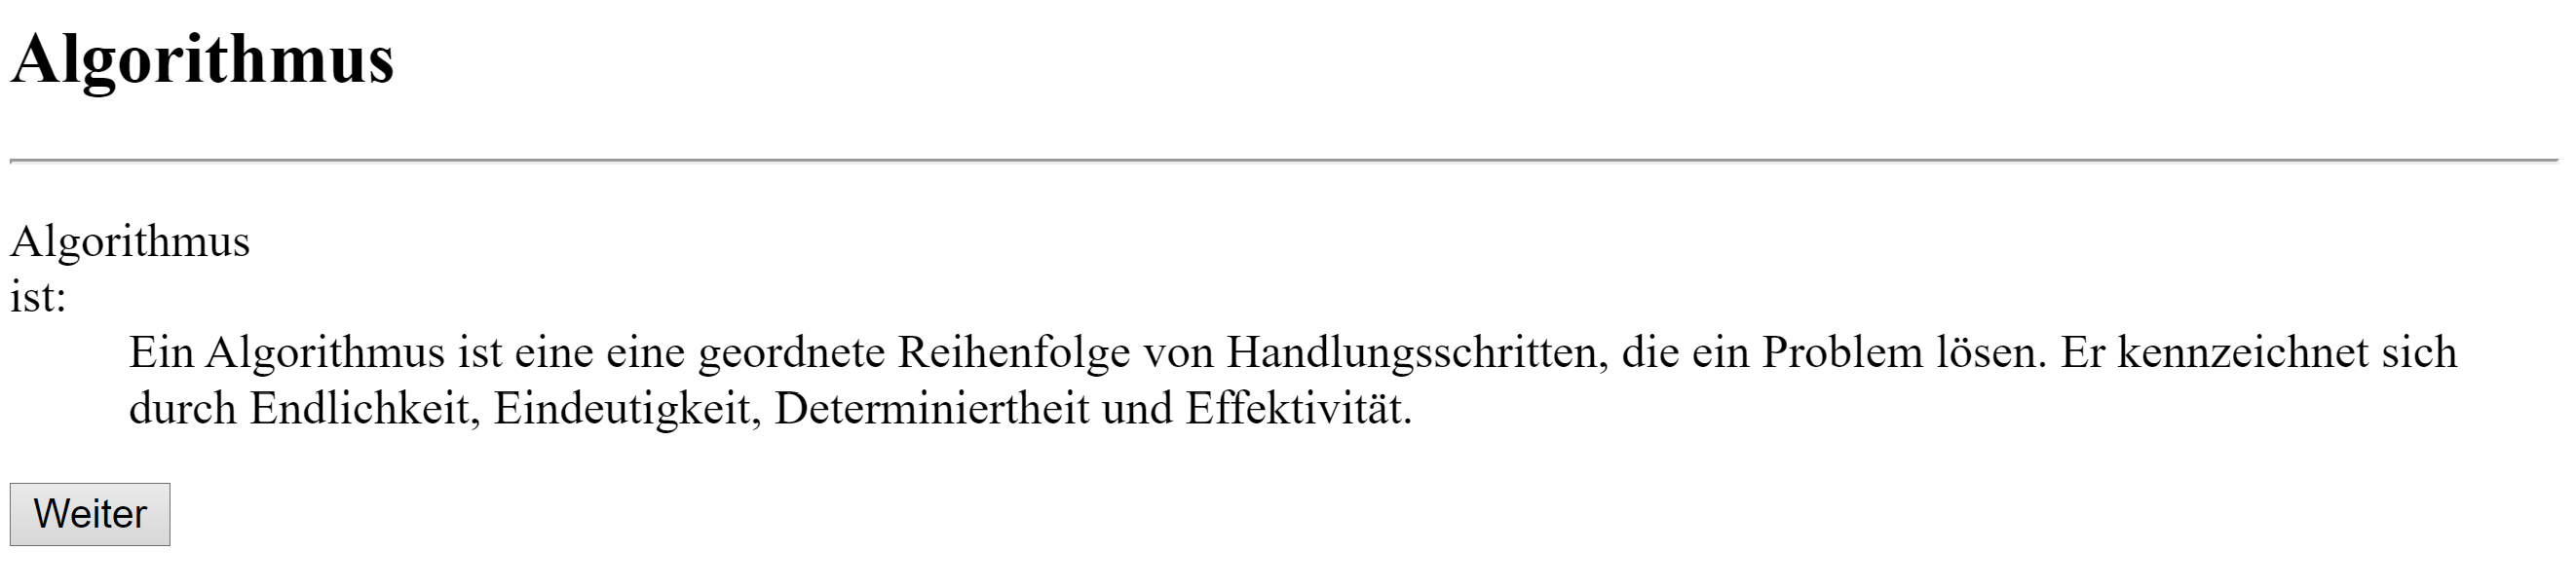 Algorithmus
Algorithmus
ist:
Ein Algorithmus ist eine eine geordnete Reihenfolge von Handlungsschritten, die ein Problem lösen. Er kennzeichnet sich
durch Endlichkeit, Eindeutigkeit, Determiniertheit und Effektivität.
Weiter